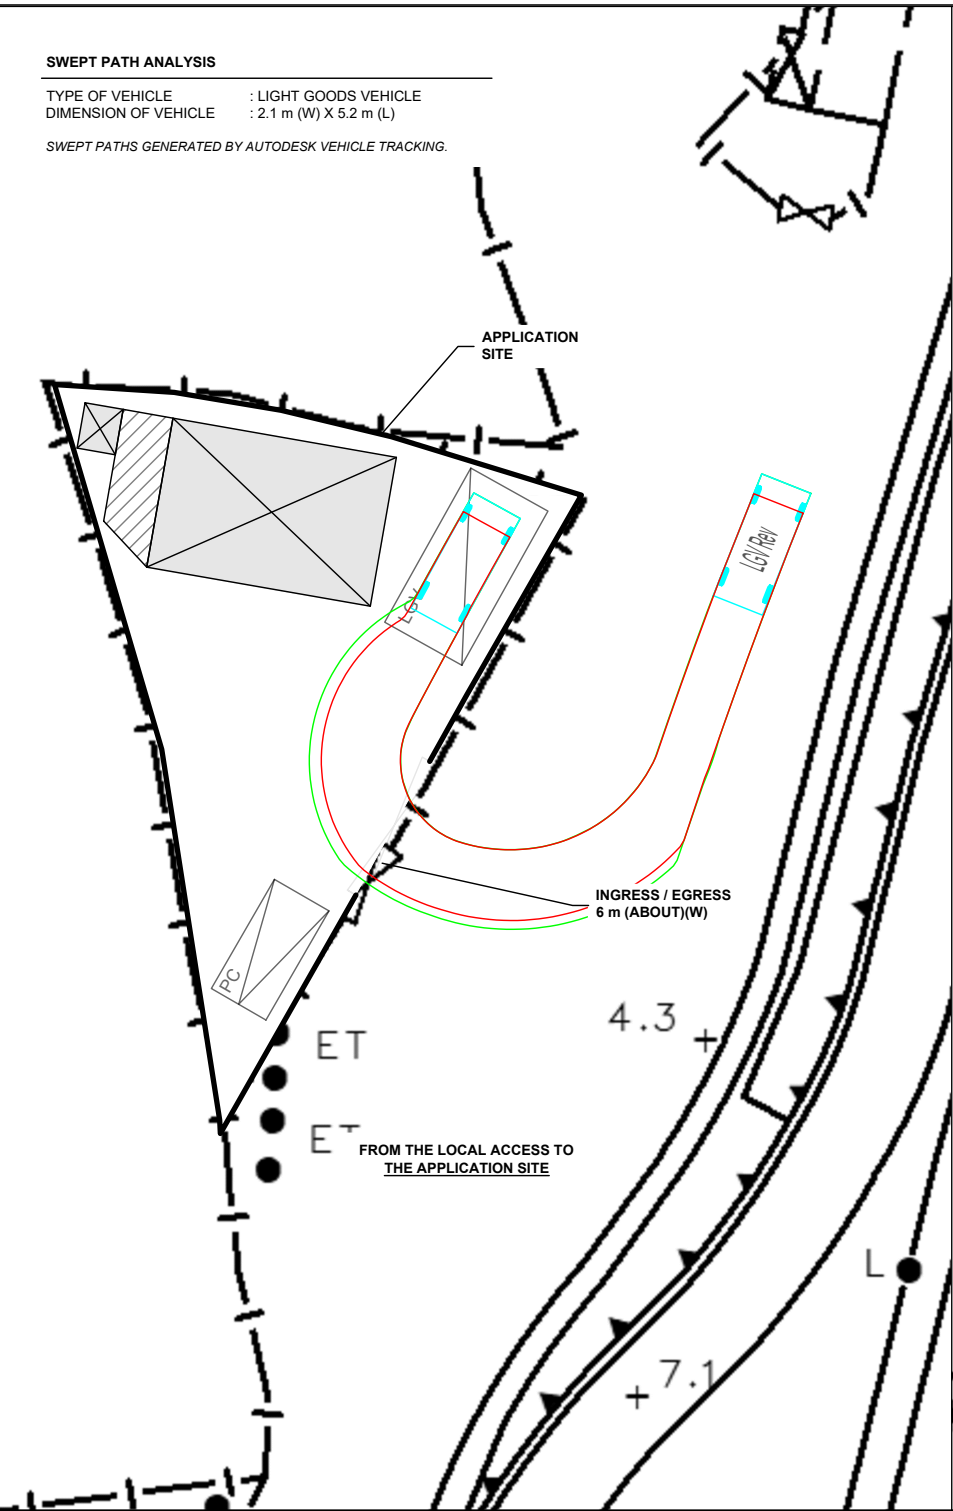 SWEPT PATH ANALYSIS
TYPE OF VEHICLE : LIGHT GOODS VEHICLE
DIMENSION OF VEHICLE : 2.1 m (W) X 5.2 m (L)
SWEPT PATHS GENERATED BY AUTODESK VEHICLE TRACKING.
APPLICATION
SITE
LGV Rev
LGV
INGRESS / EGRESS
6 m (ABOUT)(W)
PC
4.3
ET
ET
FROM THE LOCAL ACCESS TO
THE APPLICATION SITE
L
7.1